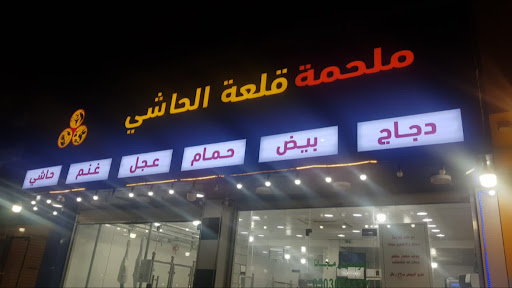 ملحمة قلعة الحاشي
دجاج بيض حمام عجل غنم حاشي